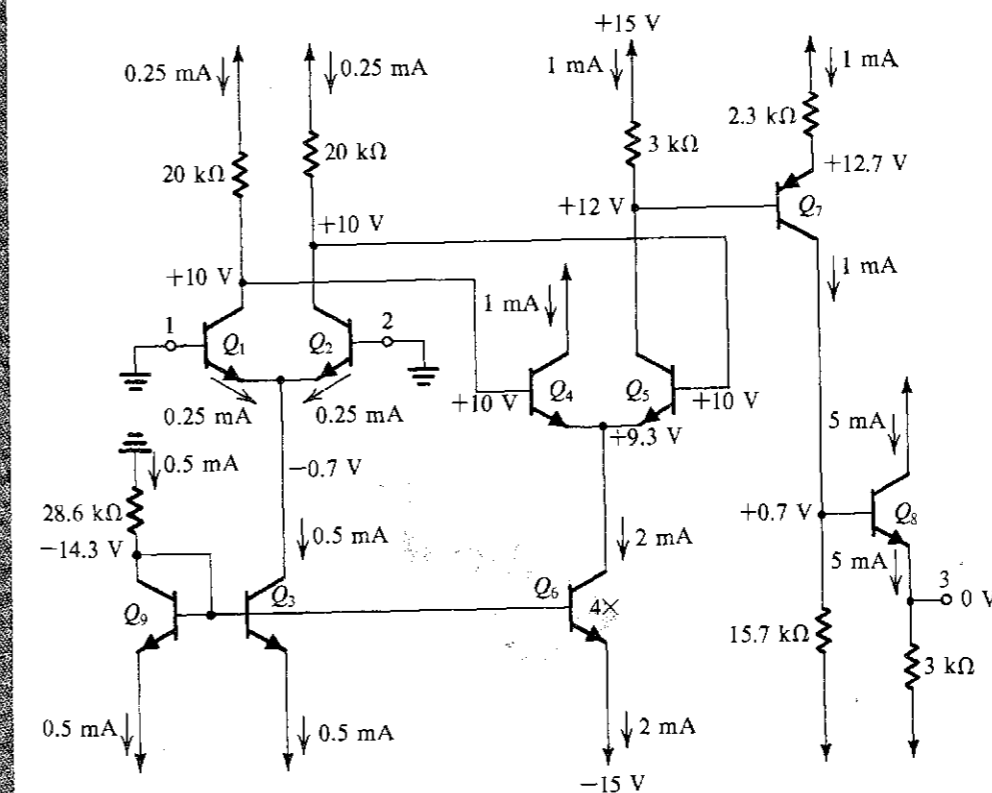 +15 V
0.25 mA
0.25 mA
1 mA
1 mA
20 kΩ
20 kΩ
3 kΩ
2.3 kΩ
+12.7 V
+12 V
Q7
+10 V
+10 V
1 mA
1 mA
1
Q1
Q2
2
+10 V
Q4
Q5
+10 V
0.25 mA
0.25 mA
+9.3 V
0.5 mA
−0.7 V
5 mA
28.6 kΩ
+0.7 V
Q8
−14.3 V
0.5 mA
2 mA
5 mA
3
0 V
Q9
Q3
Q6
4×
15.7 kΩ
3 kΩ
0.5 mA
0.5 mA
2 mA
−15 V